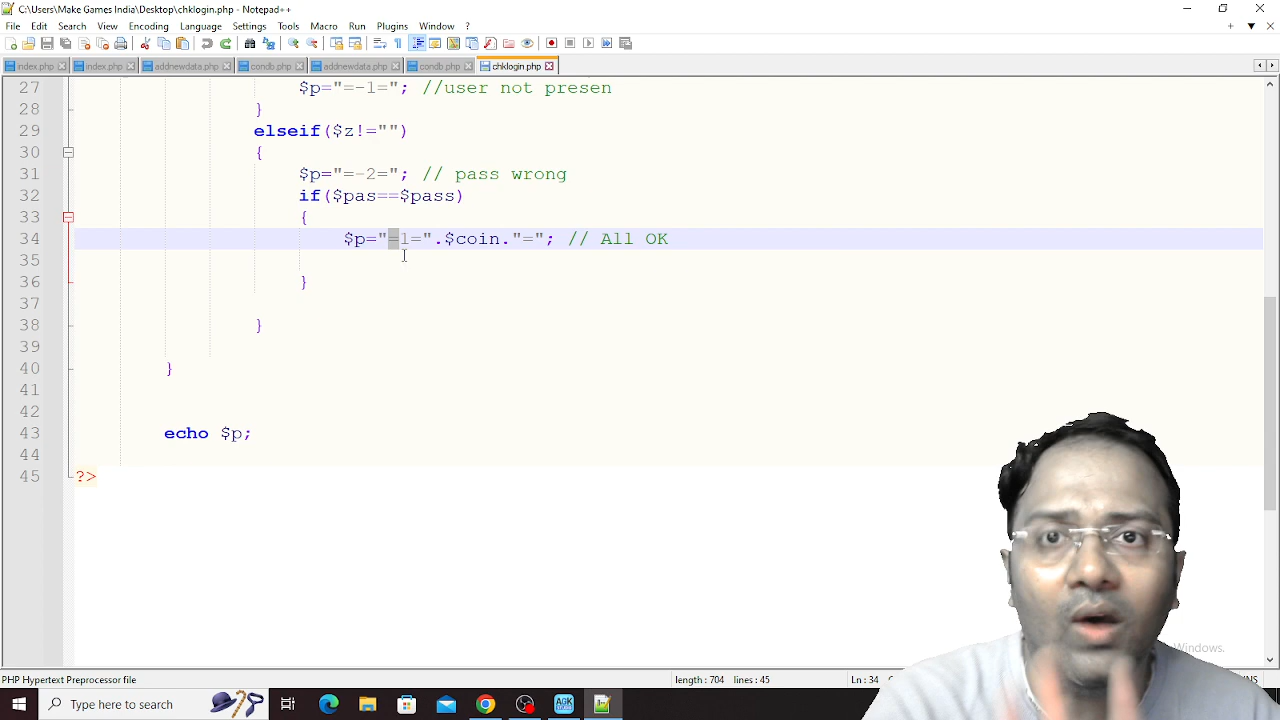 C:\Users\Make Games India\Desktop\chklogin.php - Notepad++
File Edit Search View Encoding Language Settings Tools Macro Run Plugins Window ?
index.php index.php addnewdata.php condb.php addnewdata.php condb.php chklogin.php
27 $p="=-1="; //user not presen
28 }
29 elseif($z!="")
30 {
31 $p="=-2="; // pass wrong
32 if($pas==$pass)
33 {
34 $p="=1=".$coin."="; // All OK
35
36 }
37
38 }
39
40 }
41
42
43 echo $p;
44
45 ?>
Windows.
PHP Hypertext Preprocessor file length : 704 lines : 45 Ln : 34
Type here to search